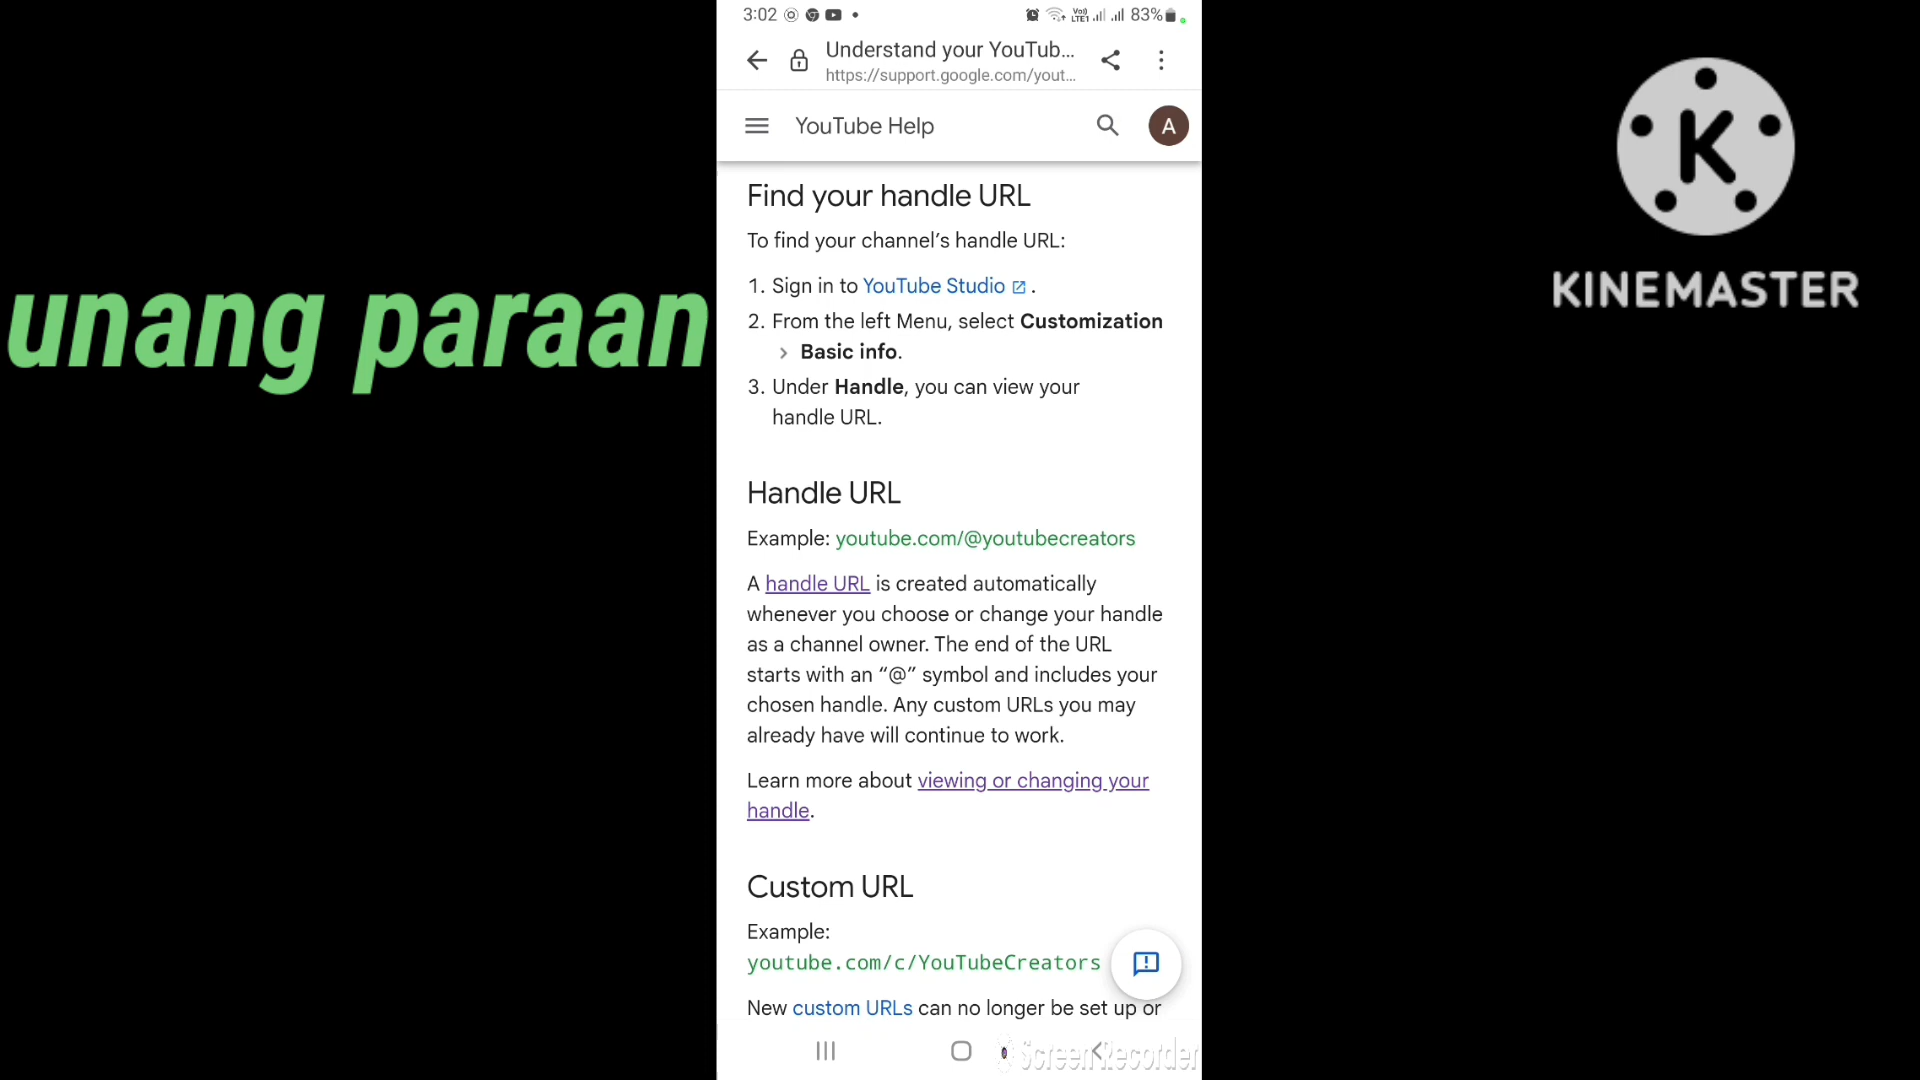 3:02
Voj)
LTE1
83%
Understand your YouTub...
https://support.google.com/yout...
YouTube Help
A
K
KINEMASTER
unang paraan
Find your handle URL
To find your channel’s handle URL:
1. Sign in to YouTube Studio .
2. From the left Menu, select Customization
> Basic info.
3. Under Handle, you can view your
handle URL.
Handle URL
Example: youtube.com/@youtubecreators
A handle URL is created automatically
whenever you choose or change your handle
as a channel owner. The end of the URL
starts with an “@” symbol and includes your
chosen handle. Any custom URLs you may
already have will continue to work.
Learn more about viewing or changing your
handle.
Custom URL
Example:
youtube.com/c/YouTubeCreators
New custom URLs can no longer be set up or
Screen Recorder